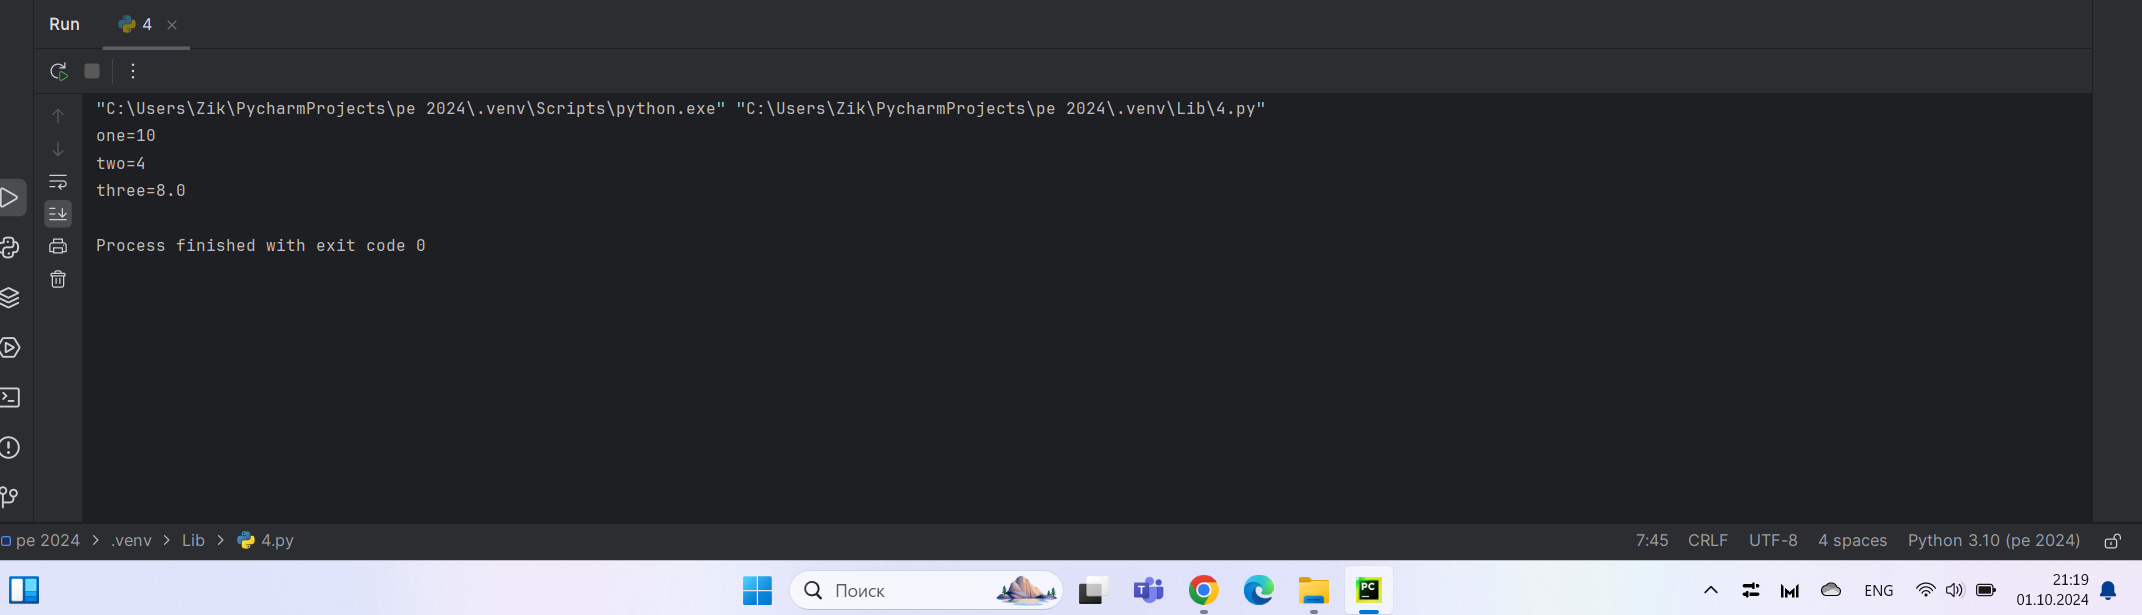 Run 4
"C:\Users\Zik\PycharmProjects\pe 2024\.venv\Scripts\python.exe" "C:\Users\Zik\PycharmProjects\pe 2024\.venv\Lib\4.py"
one=10
two=4
three=8.0
Process finished with exit code 0
pe 2024 > .venv > Lib > 4.py 7:45 CRLF UTF-8 4 spaces Python 3.10 (pe 2024)
Поиск T PC ENG 21:19
01.10.2024